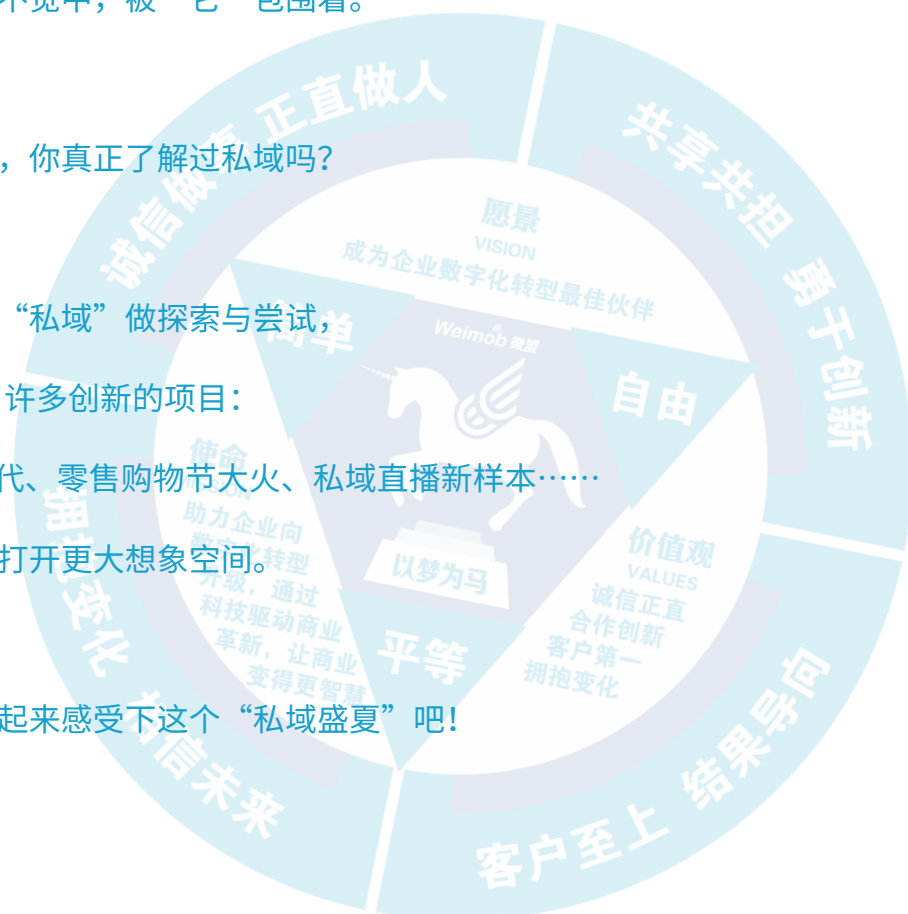 不觉中，被“它”包围着。
，你真正了解过私域吗？
“私域”做探索与尝试，
许多创新的项目：
代、零售购物节大火、私域直播新样本……
打开更大想象空间。
起来感受下这个“私域盛夏”吧！
诚信做事 正直做人
共享共担 勇于创新
愿景
VISION
成为企业数字化转型最佳伙伴
简单
Weimob 微盟
自由
使命
MISSION
助力企业向
数字化转型
升级，通过
科技驱动商业
革新，让商业
变得更智慧
以梦为马
平等
价值观
VALUES
诚信正直
合作创新
客户第一
拥抱变化
拥抱变化 相信未来
客户至上 结果导向